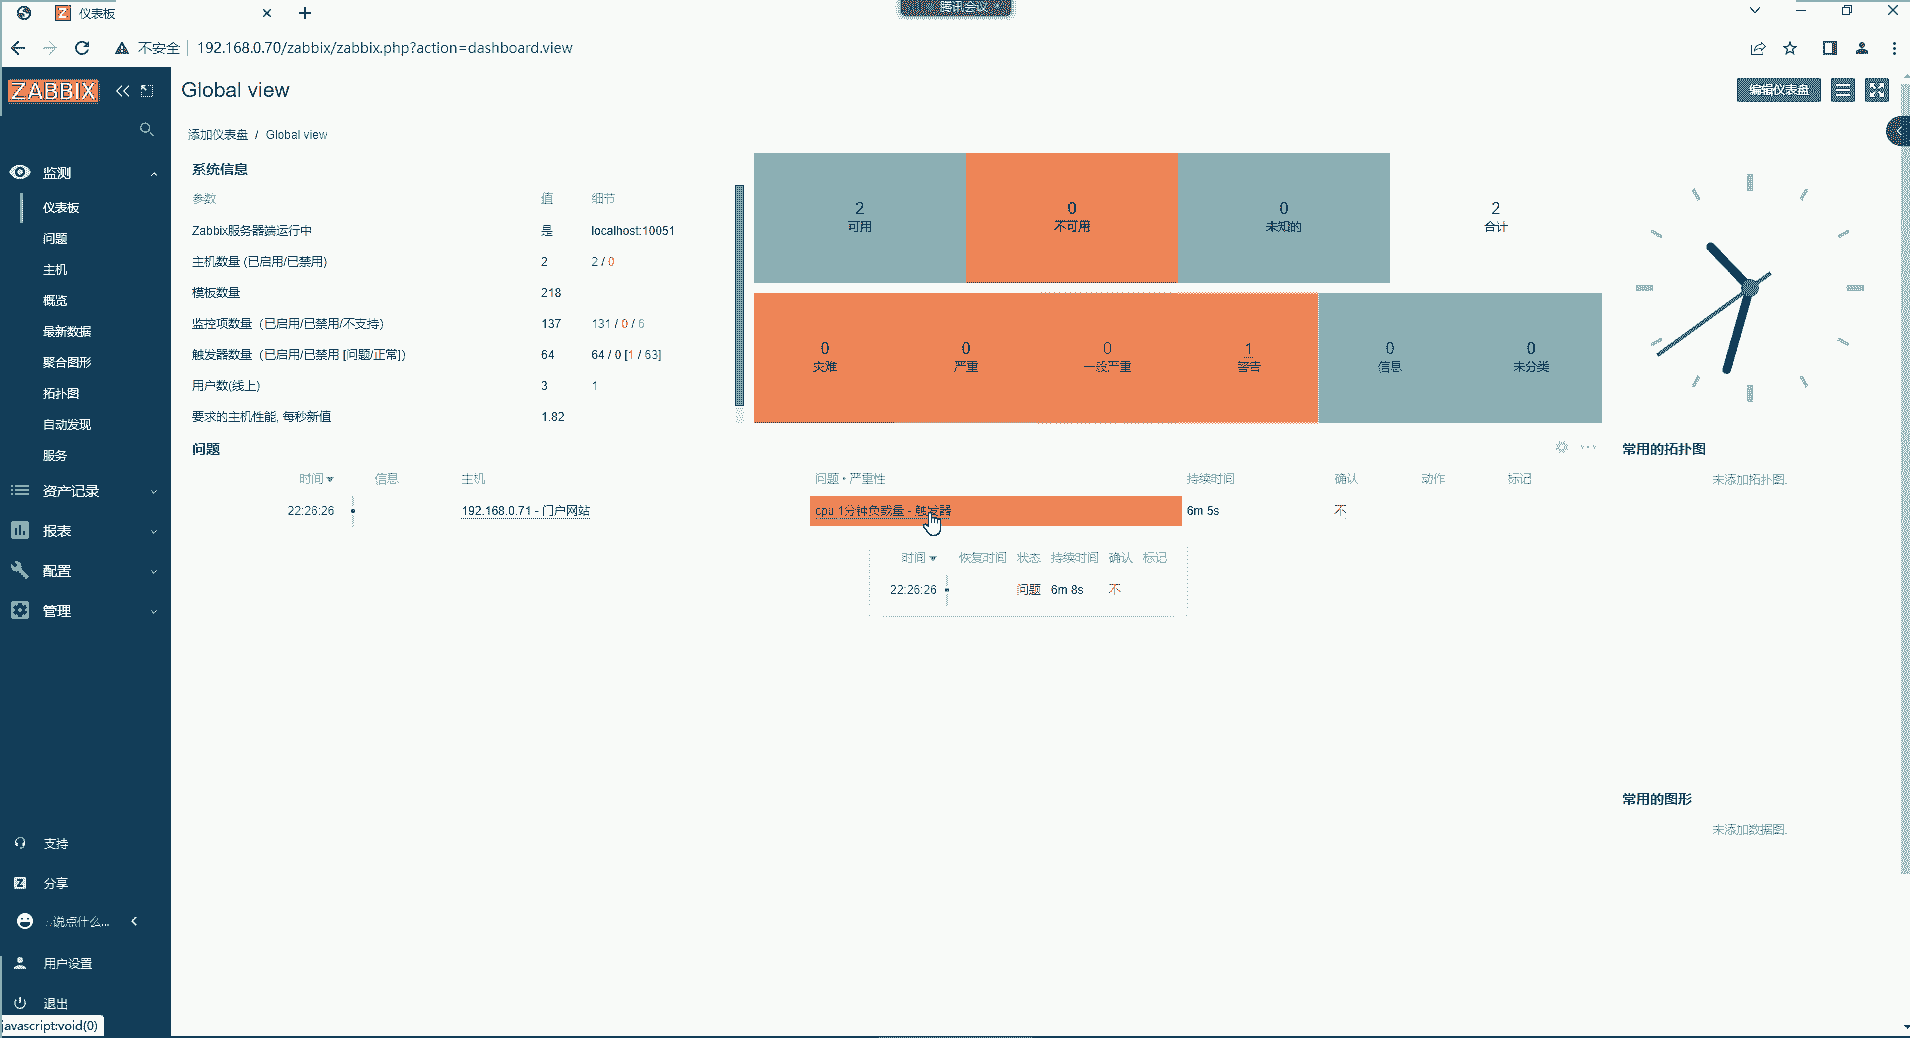 仪表板
腾讯会议
不安全
192.168.0.70/zabbix/zabbix.php?action=dashboard.view
ZABBIX
Global view
编辑仪表盘
添加仪表盘 / Global view
监测
仪表板
问题
主机
概览
最新数据
聚合图形
拓扑图
自动发现
服务
资产记录
报表
配置
管理
支持
分享
说点什么...
用户设置
退出
javascript:void(0)
系统信息
参数 值 细节
Zabbix服务器端运行中 是 localhost:10051
主机数量 (已启用/已禁用) 2 2 / 0
模板数量 218
监控项数量 (已启用/已禁用/不支持) 137 131 / 0 / 6
触发器数量 (已启用/已禁用 [问题/正常]) 64 64 / 0 [1 / 63]
用户数(线上) 3 1
要求的主机性能, 每秒新值 1.82
2 0 0 2
可用 不可用 未知的 合计
0 0 0 1 0 0
灾难 严重 一般严重 警告 信息 未分类
问题
时间 信息 主机 问题 • 严重性 持续时间 确认 动作 标记
22:26:26 192.168.0.71 - 门户网站 cpu 1分钟负载量 - 触发器 6m 5s 不
时间 恢复时间 状态 持续时间 确认 标记
22:26:26 问题 6m 8s 不
常用的拓扑图
未添加拓扑图.
常用的图形
未添加数据图.